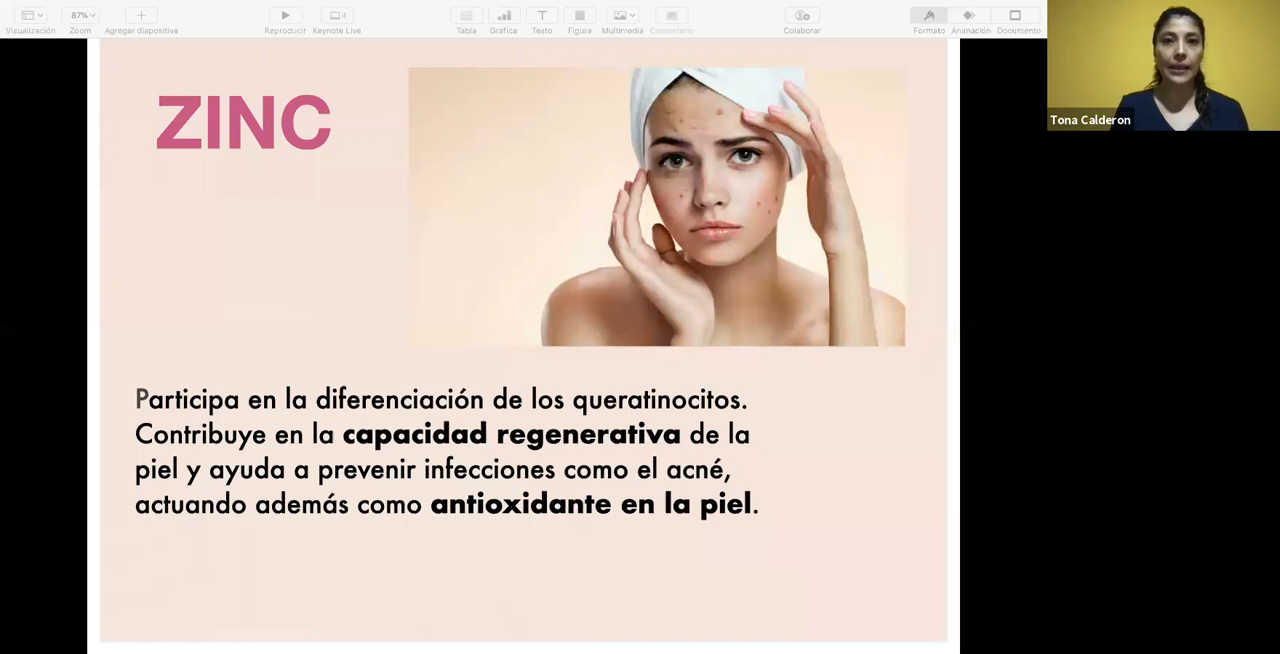 87%
Visualización Zoom Agregar diapositiva Reproducir Keynote Live Tabla Gráfica Texto Figura Multimedia Comentario Colaborar Formato Animación Documento
Tona Calderon
ZINC
Participa en la diferenciación de los queratinocitos.
Contribuye en la capacidad regenerativa de la
piel y ayuda a prevenir infecciones como el acné,
actuando además como antioxidante en la piel.